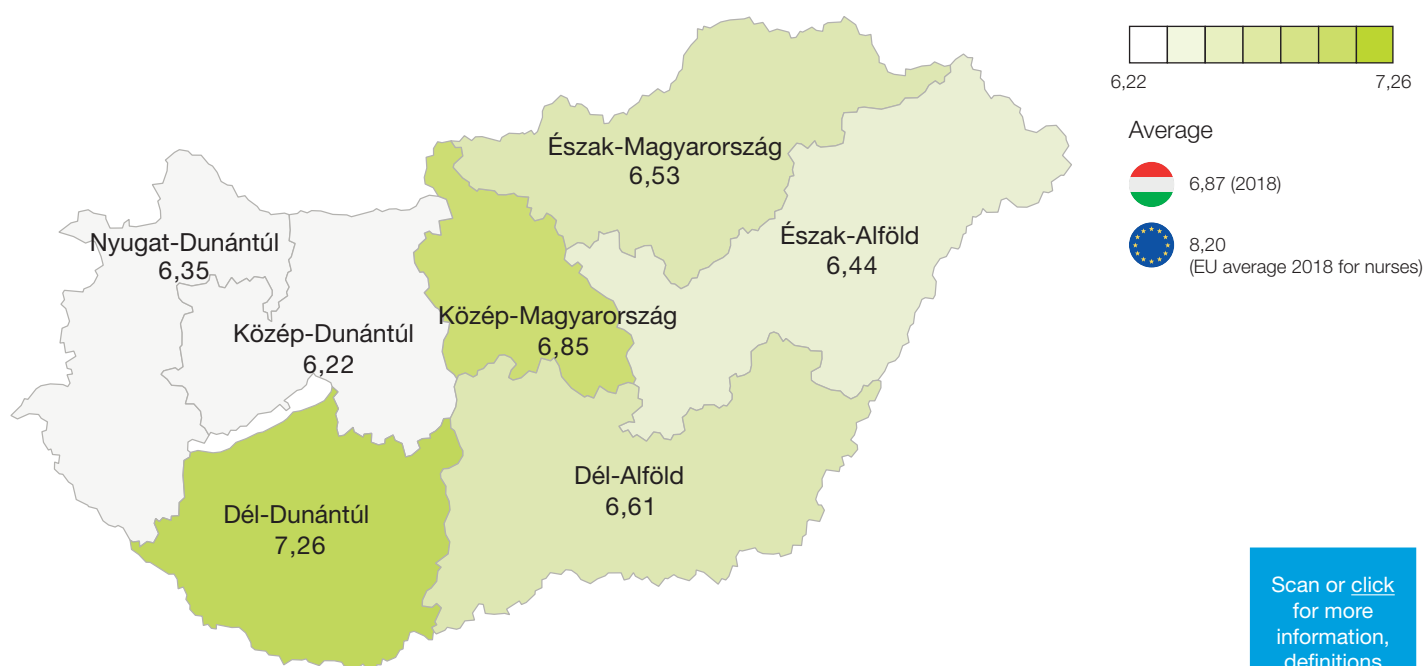 6,22
7,26
Average
6,87 (2018)
8,20
(EU average 2018 for nurses)
Észak-Magyarország
6,53
Nyugat-Dunántúl
6,35
Észak-Alföld
6,44
Közép-Dunántúl
6,22
Közép-Magyarország
6,85
Dél-Alföld
6,61
Dél-Dunántúl
7,26
Scan or click
for more
information,
definitions